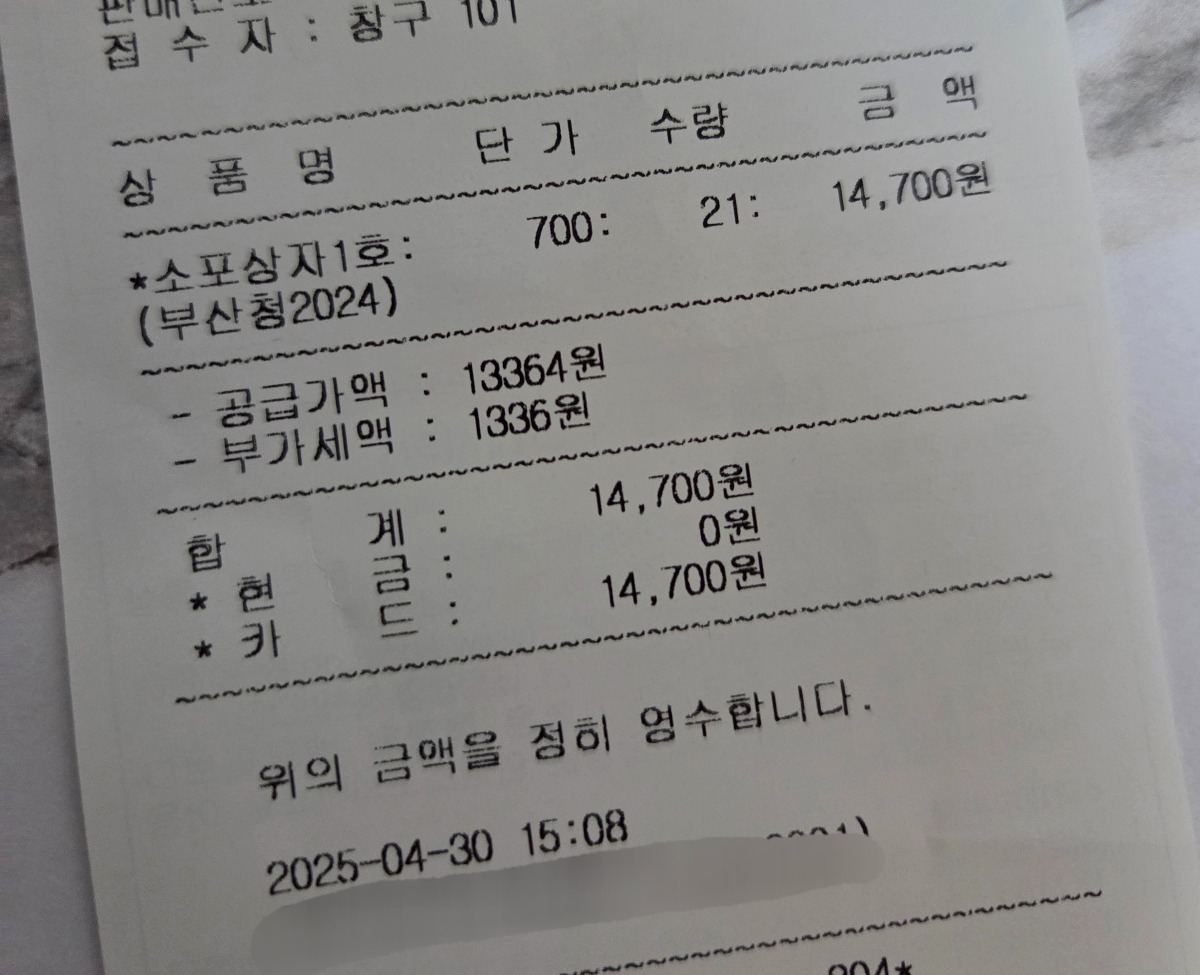 접 수 자 : 창구 101
상 품 명 단 가 수량 금 액
*소포상자1호: 700: 21: 14,700원
(부산청2024)
- 공급가액 : 13364원
- 부가세액 : 1336원
합 계 : 14,700원
* 현 금 : 0원
* 카 드 : 14,700원
위의 금액을 정히 영수합니다.
2025-04-30 15:08